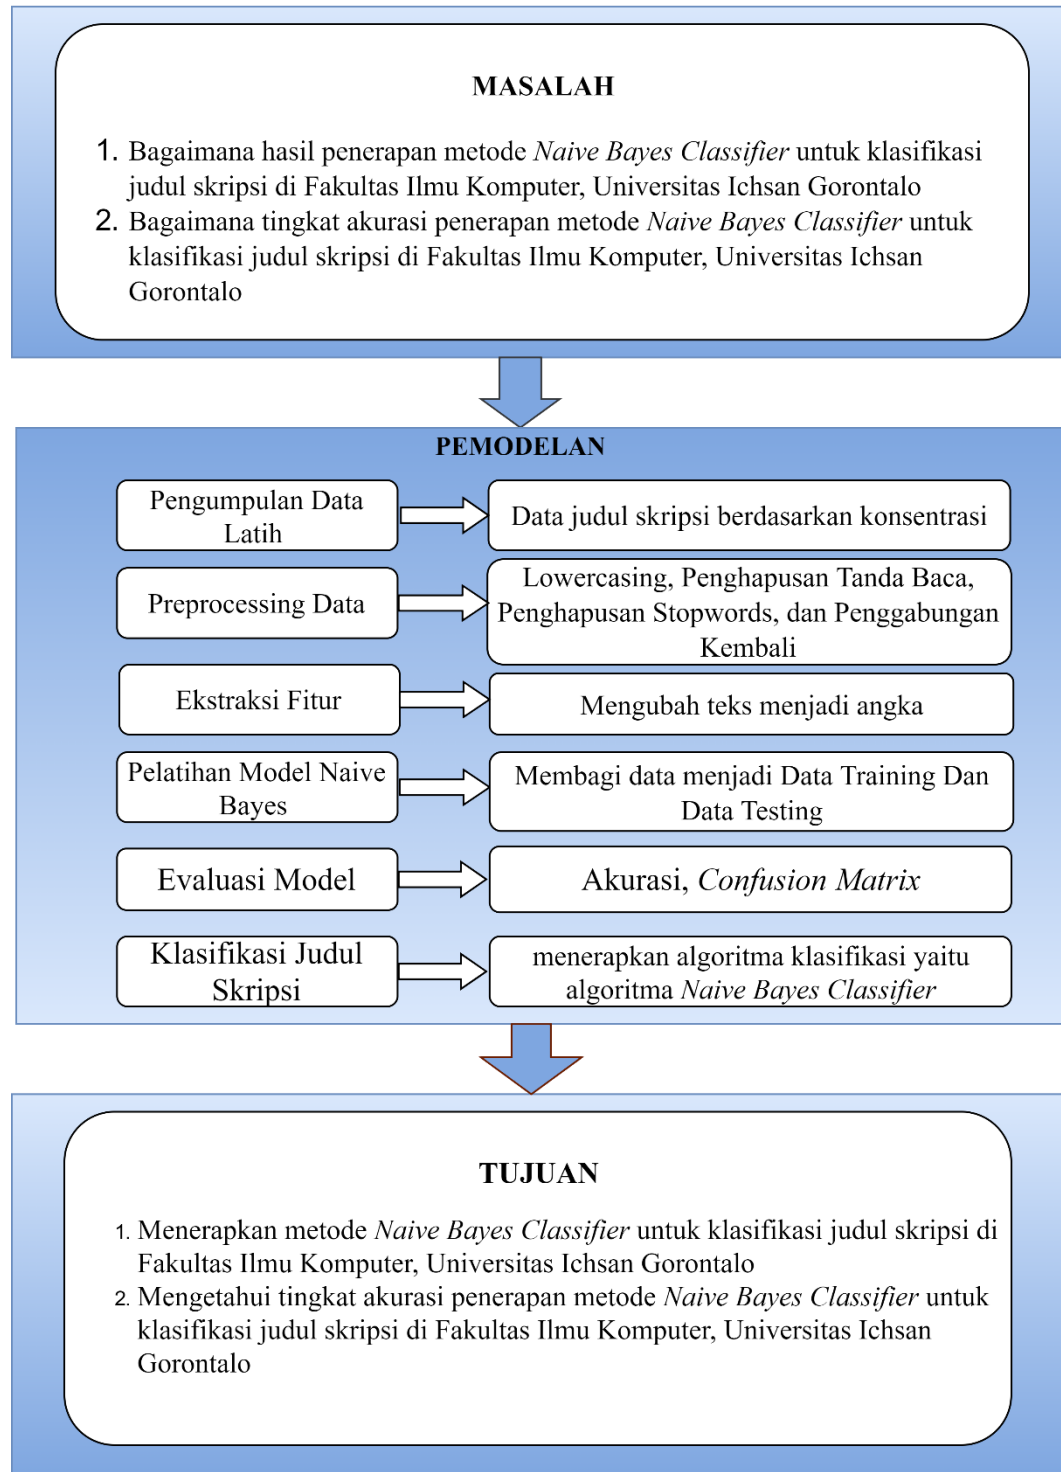 MASALAH
1. Bagaimana hasil penerapan metode Naive Bayes Classifier untuk klasifikasi
judul skripsi di Fakultas Ilmu Komputer, Universitas Ichsan Gorontalo
2. Bagaimana tingkat akurasi penerapan metode Naive Bayes Classifier untuk
klasifikasi judul skripsi di Fakultas Ilmu Komputer, Universitas Ichsan
Gorontalo
PEMODELAN
Pengumpulan Data
Latih
Data judul skripsi berdasarkan konsentrasi
Preprocessing Data
Lowercasing, Penghapusan Tanda Baca,
Penghapusan Stopwords, dan Penggabungan
Kembali
Ekstraksi Fitur
Mengubah teks menjadi angka
Pelatihan Model Naive
Bayes
Membagi data menjadi Data Training Dan
Data Testing
Evaluasi Model
Akurasi, Confusion Matrix
Klasifikasi Judul
Skripsi
menerapkan algoritma klasifikasi yaitu
algoritma Naive Bayes Classifier
TUJUAN
1. Menerapkan metode Naive Bayes Classifier untuk klasifikasi judul skripsi di
Fakultas Ilmu Komputer, Universitas Ichsan Gorontalo
2. Mengetahui tingkat akurasi penerapan metode Naive Bayes Classifier untuk
klasifikasi judul skripsi di Fakultas Ilmu Komputer, Universitas Ichsan
Gorontalo